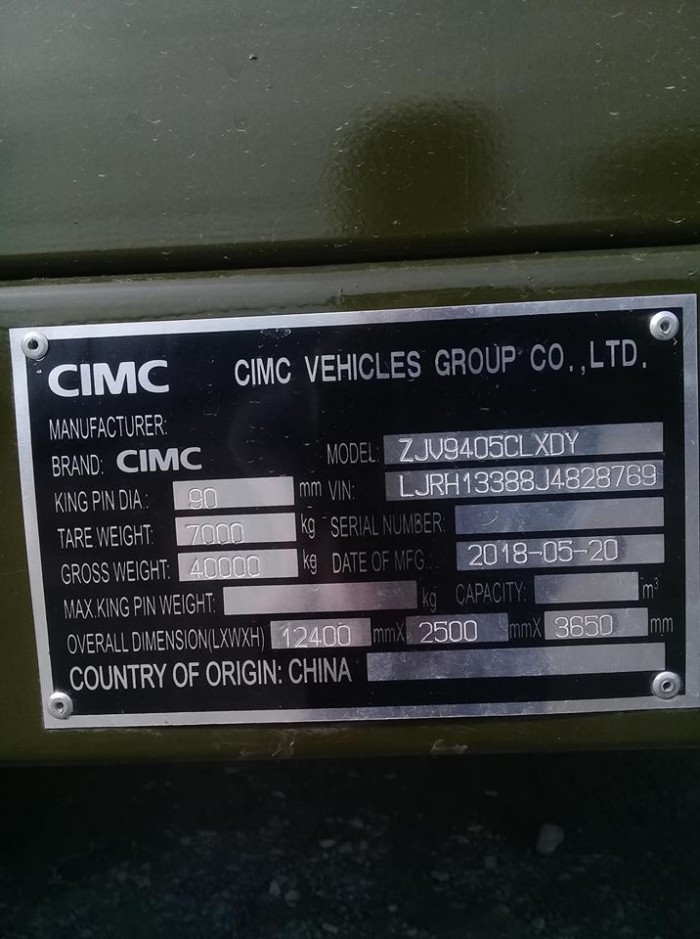 CIMC CIMC VEHICLES GROUP CO.,LTD.
MANUFACTURER:
BRAND: CIMC MODEL: ZJV9405CLXDY
KING PIN DIA.: 90 mm VIN: LJRH13388J4828769
TARE WEIGHT: 7000 kg SERIAL NUMBER:
GROSS WEIGHT: 40000 kg DATE OF MFG.: 2018-05-20
MAX.KING PIN WEIGHT: kg CAPACITY: m³
OVERALL DIMENSION(LXWXH) 12400 mmX 2500 mmX 3650 mm
COUNTRY OF ORIGIN: CHINA